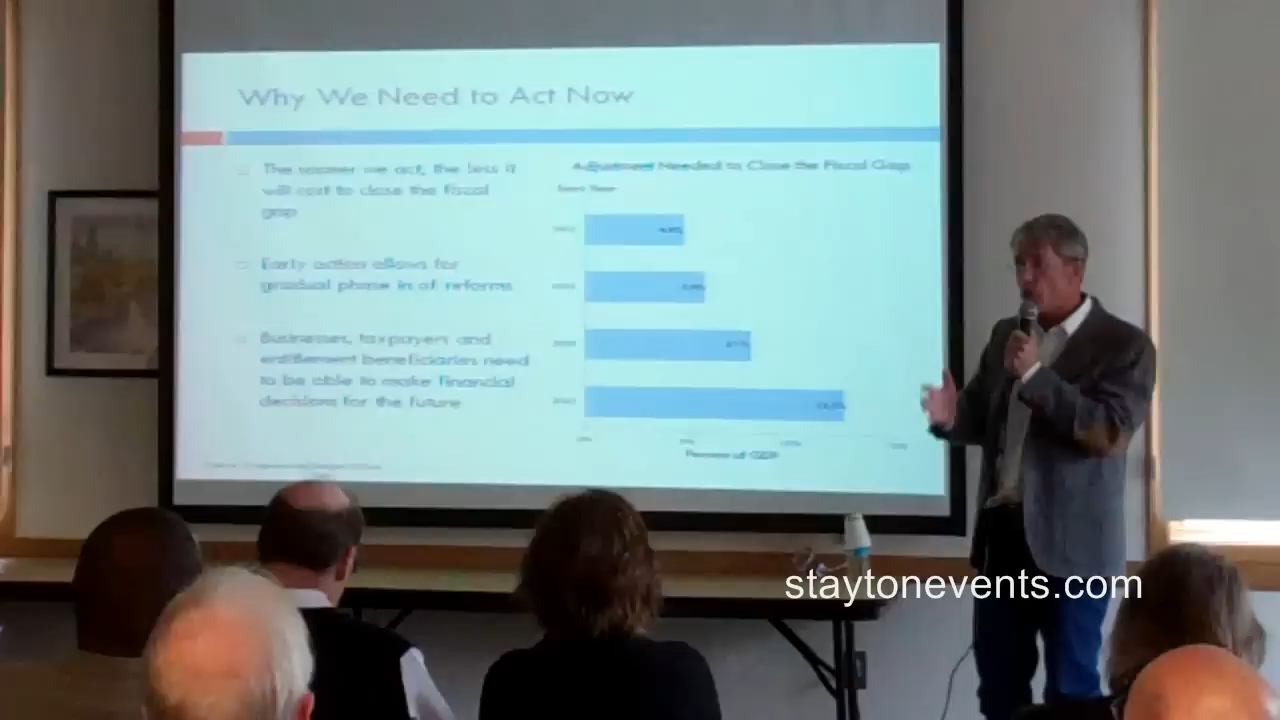 Why We Need to Act Now
The sooner we act, the less it
will cost to close the fiscal
gap
Early action allows for
gradual phase in of reforms
Businesses, taxpayers and
entitlement beneficiaries need
to be able to make financial
decisions for the future
Adjustment Needed to Close the Fiscal Gap
Start Year
Percent of GDP
staytonevents.com